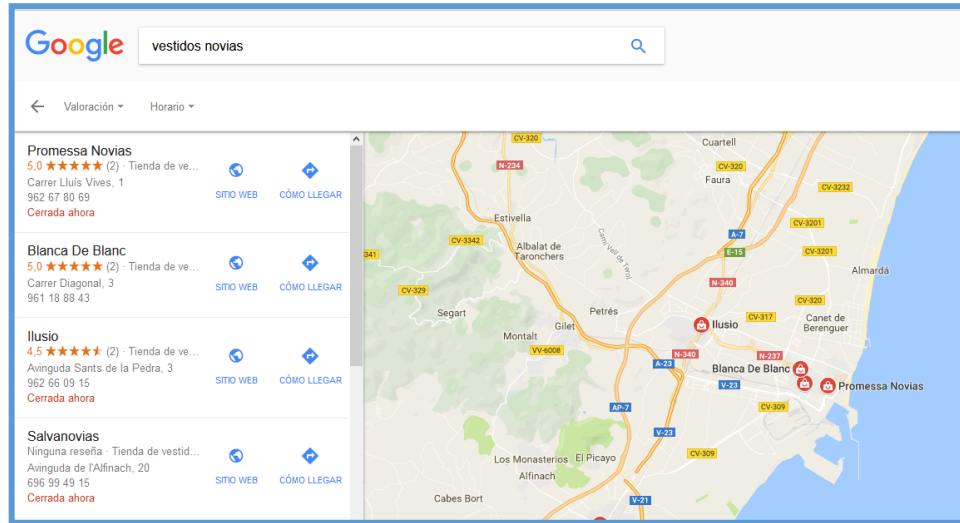 Google
vestidos novias
Valoración
Horario
Promessa Novias
5,0 ★★★★★ (2) · Tienda de ve...
Carrer Lluís Vives, 1
962 67 80 69
Cerrada ahora
SITIO WEB
CÓMO LLEGAR
Blanca De Blanc
5,0 ★★★★★ (2) · Tienda de ve...
Carrer Diagonal, 3
961 18 88 43
SITIO WEB
CÓMO LLEGAR
Ilusio
4,5 ★★★★★ (2) · Tienda de ve...
Avinguda Sants de la Pedra, 3
962 66 09 15
Cerrada ahora
SITIO WEB
CÓMO LLEGAR
Salvanovias
Ninguna reseña · Tienda de vestid...
Avinguda de l'Alfinach, 20
696 99 49 15
Cerrada ahora
SITIO WEB
CÓMO LLEGAR
CV-320
Cuartell
N-234
CV-320
Faura
CV-3232
Estivella
CV-3201
A-7
CV-3342
Albalat de
Taronchers
Camí Vell de Terol
E-15
CV-3201
341
Almardá
N-340
CV-329
CV-320
Segart
Petrés
Gilet
Ilusio
CV-317
Canet de
Berenguer
Montalt
VV-6008
N-340
N-237
A-23
Blanca De Blanc
V-23
Promessa Novias
AP-7
CV-309
V-23
Los Monasterios
El Picayo
CV-309
Alfinach
Cabes Bort
V-21